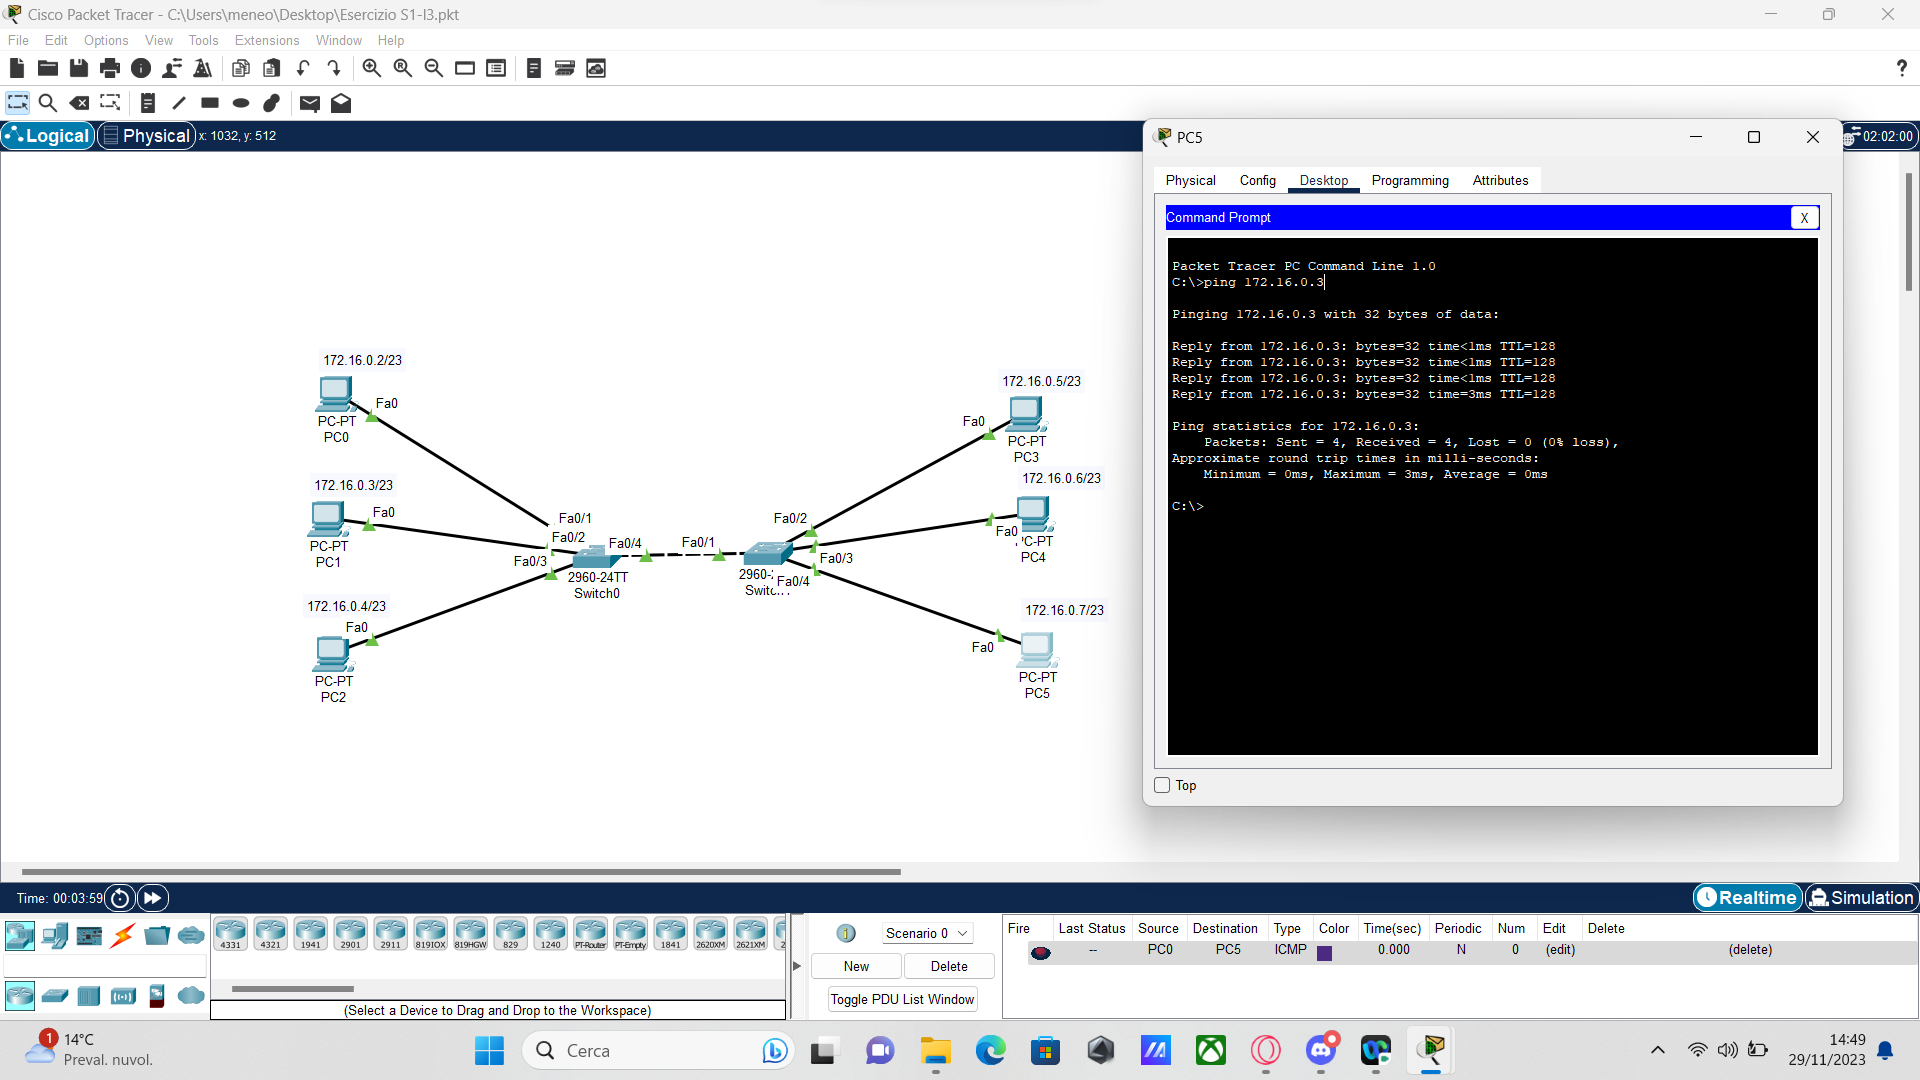 Cisco Packet Tracer - C:\Users\meneo\Desktop\Esercizio S1-I3.pkt
File Edit Options View Tools Extensions Window Help
Logical Physical x: 1032, y: 512
02:02:00
172.16.0.2/23
Fa0
PC-PT
PC0
172.16.0.3/23
Fa0
PC-PT
PC1
172.16.0.4/23
Fa0
PC-PT
PC2
Fa0/1
Fa0/2
Fa0/3
Fa0/4
2960-24TT
Switch0
Fa0/1
Fa0/2
Fa0/3
Fa0/4
2960-
172.16.0.5/23
Fa0
PC-PT
PC3
172.16.0.6/23
Fa0
PC4
172.16.0.7/23
Fa0
PC-PT
PC5
PC5
Physical Config Desktop Programming Attributes
Command Prompt X
Packet Tracer PC Command Line 1.0
C:\>ping 172.16.0.3
Pinging 172.16.0.3 with 32 bytes of data:
Reply from 172.16.0.3: bytes=32 time<1ms TTL=128
Reply from 172.16.0.3: bytes=32 time<1ms TTL=128
Reply from 172.16.0.3: bytes=32 time<1ms TTL=128
Reply from 172.16.0.3: bytes=32 time=3ms TTL=128
Ping statistics for 172.16.0.3:
Packets: Sent = 4, Received = 4, Lost = 0 (0% loss),
Approximate round trip times in milli-seconds:
Minimum = 0ms, Maximum = 3ms, Average = 0ms
C:\>
Top
Time: 00:03:59
Realtime Simulation
4331 4321 1941 2901 2911 819IOX 819HGW 829 1240 PT-Router PT-Empty 1841 2620XM 2621XM 2
(Select a Device to Drag and Drop to the Workspace)
Scenario 0
New Delete
Toggle PDU List Window
Fire Last Status Source Destination Type Color Time(sec) Periodic Num Edit Delete
-- PC0 PC5 ICMP 0.000 N 0 (edit) (delete)
1
14°C
Preval. nuvol.
Cerca
14:49
29/11/2023